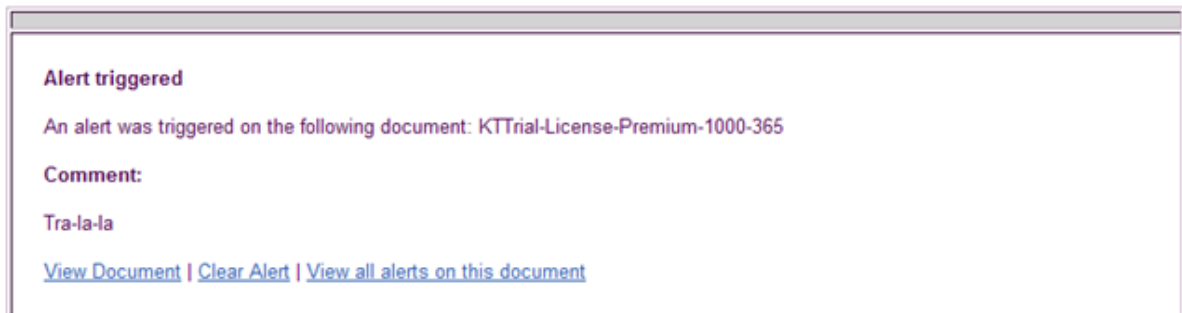 Alert triggered
An alert was triggered on the following document: KTTrial-License-Premium-1000-365
Comment:
Tra-la-la
View Document | Clear Alert | View all alerts on this document